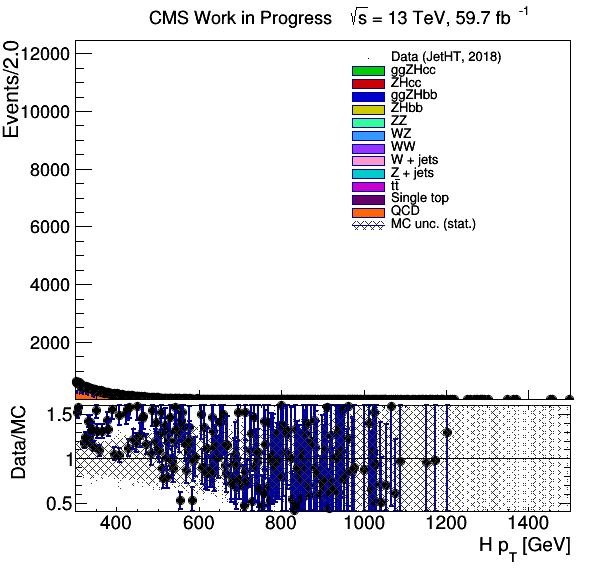 CMS Work in Progress √s = 13 TeV, 59.7 fb⁻¹
Events/2.0
12000
10000
8000
6000
4000
2000
Data (JetHT, 2018)
ggZHcc
ZHcc
ggZHbb
ZHbb
ZZ
WZ
WW
W + jets
Z + jets
tt̄
Single top
QCD
MC unc. (stat.)
Data/MC
1.5
1
0.5
400 600 800 1000 1200 1400
H p_T [GeV]